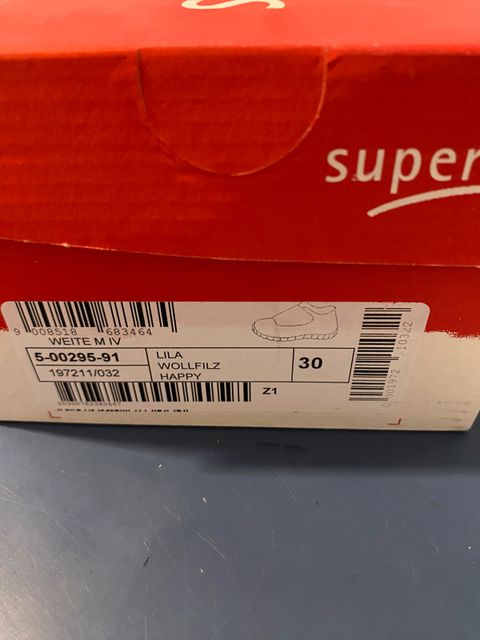 super
9 008518 683464
WEITE M IV
5-00295-91
197211/032
LILA
WOLLFILZ
HAPPY
30
Z1